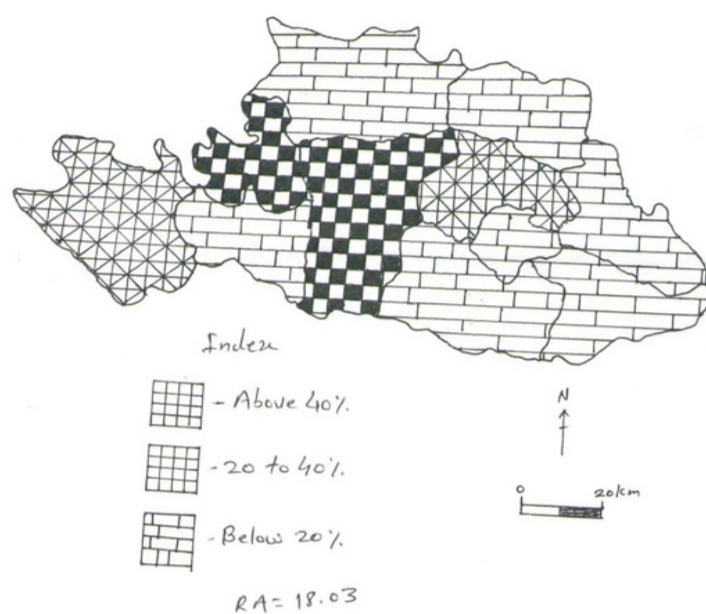 Index
- Above 40%.
- 20 to 40%.
- Below 20%.
N
0 20km
RA = 18.03